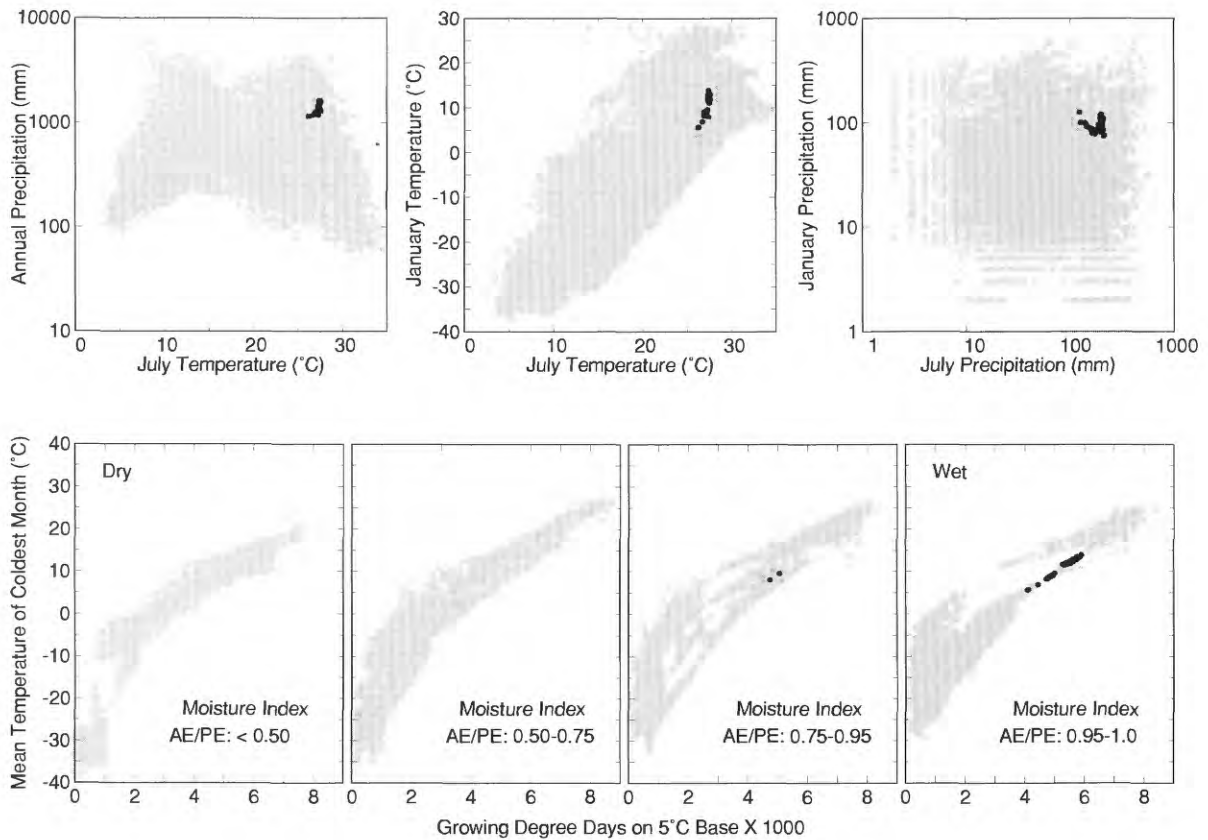 10000
1000
100
10
Annual Precipitation (mm)
0 10 20 30
July Temperature (°C)
30
20
10
0
-10
-20
-30
-40
January Temperature (°C)
0 10 20 30
July Temperature (°C)
1000
100
10
1
January Precipitation (mm)
1 10 100 1000
July Precipitation (mm)
40
30
20
10
0
-10
-20
-30
-40
Mean Temperature of Coldest Month (°C)
Dry
Moisture Index
AE/PE: < 0.50
Moisture Index
AE/PE: 0.50-0.75
Moisture Index
AE/PE: 0.75-0.95
Wet
Moisture Index
AE/PE: 0.95-1.0
0 2 4 6 8
0 2 4 6 8
0 2 4 6 8
0 2 4 6 8
Growing Degree Days on 5°C Base X 1000